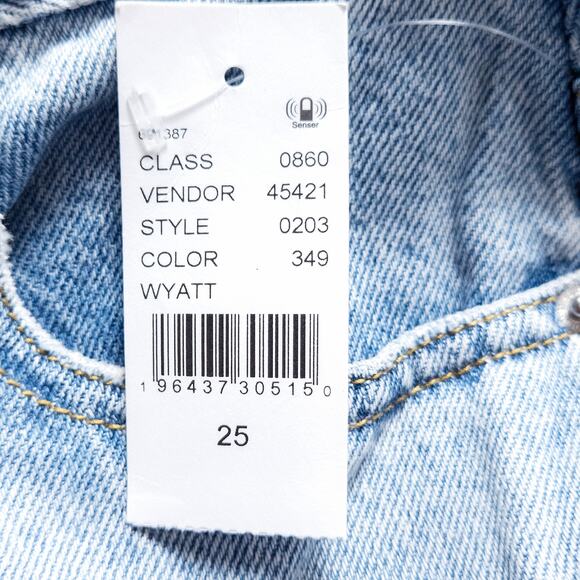 Senser
CLASS 0860
VENDOR 45421
STYLE 0203
COLOR 349
WYATT
1 96437 30515 0
25